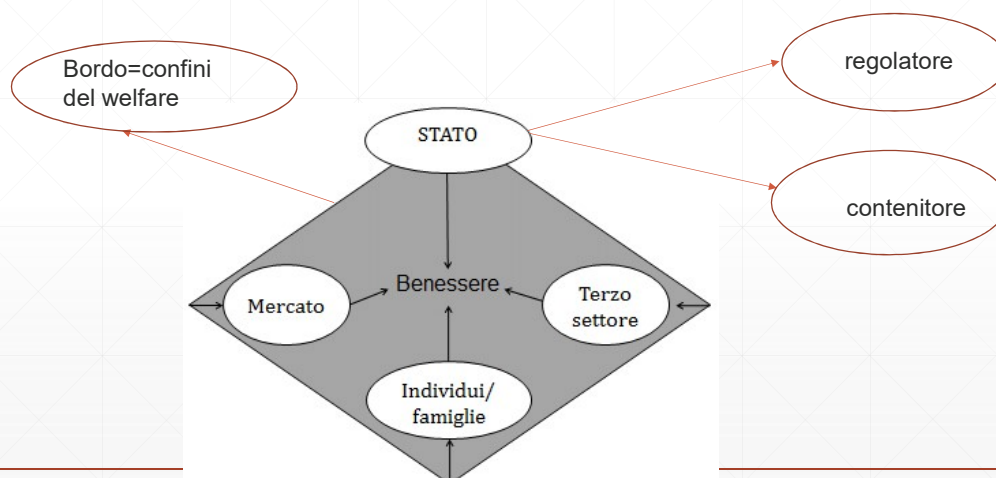 Bordo=confini
del welfare
regolatore
STATO
contenitore
Benessere
Mercato
Terzo
settore
Individui/
famiglie